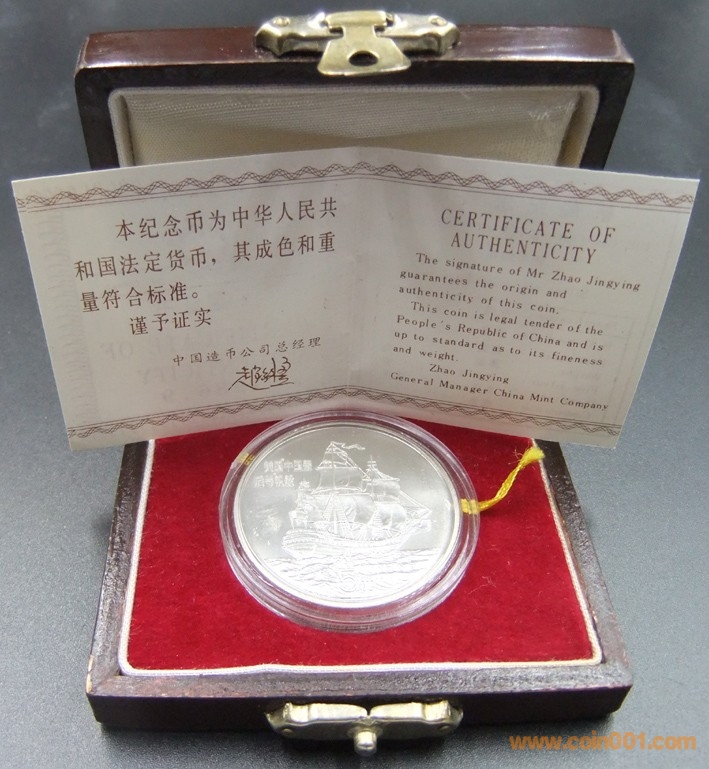 本纪念币为中华人民共
和国法定货币，其成色和重
量符合标准。
谨予证实
中国造币公司总经理
CERTIFICATE OF
AUTHENTICITY
The signature of Mr Zhao Jingying
guarantees the origin and
authenticity of this coin.
This coin is legal tender of the
People's Republic of China and is
up to standard as to its fineness
and weight.
Zhao Jingying
General Manager China Mint Company
www.coin001.com